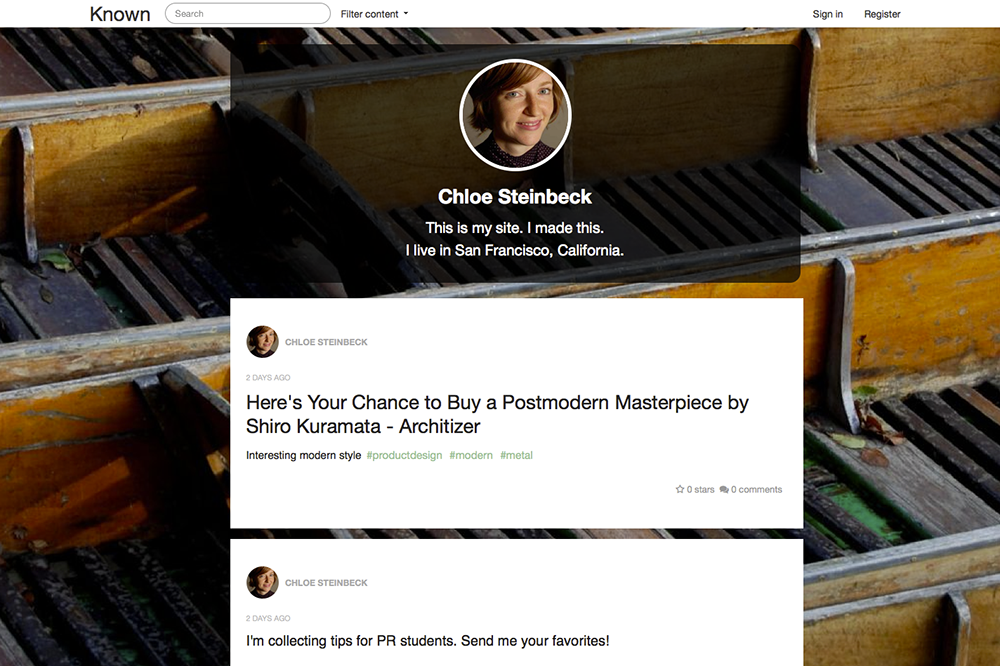 Known
Search
Filter content
Sign in
Register
Chloe Steinbeck
This is my site. I made this.
I live in San Francisco, California.
CHLOE STEINBECK
2 DAYS AGO
Here's Your Chance to Buy a Postmodern Masterpiece by
Shiro Kuramata - Architizer
Interesting modern style #productdesign #modern #metal
0 stars 0 comments
CHLOE STEINBECK
2 DAYS AGO
I'm collecting tips for PR students. Send me your favorites!